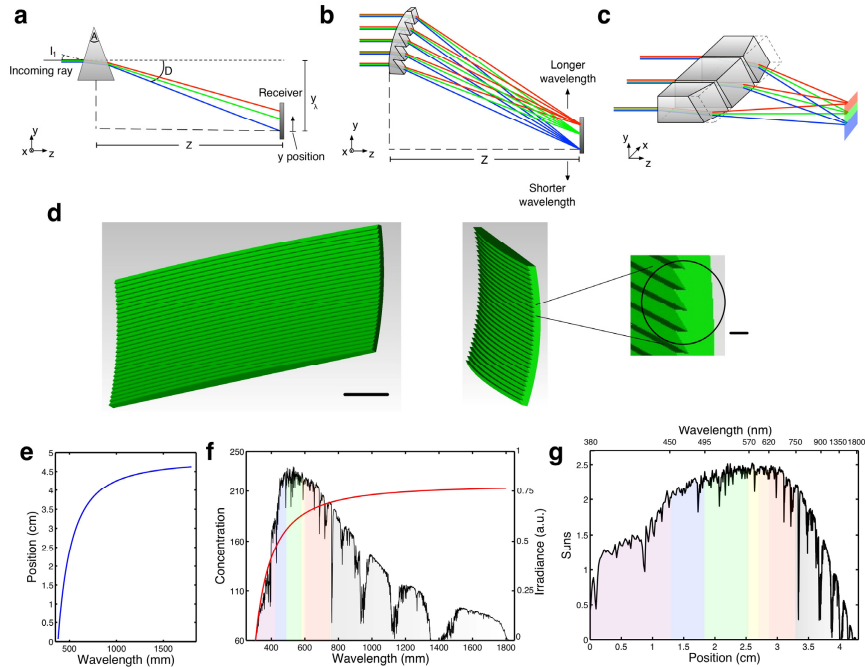 a
I1
A
Incoming ray
D
Receiver
yλ
y position
Z
y
x
z
b
Longer
wavelength
Z
Shorter
wavelength
y
x
z
c
y
x
z
d
e
5
4.5
4
3.5
3
2.5
2
1.5
1
0.5
0
Position (cm)
500
1000
1500
Wavelength (mm)
f
250
210
160
110
60
Concentration
1
0.75
0.5
0.25
0
Irradiance (a.u.)
200 400 600 800 1000 1200 1400 1600 1800
Wavelength (mm)
g
Wavelength (nm)
380 450 495 570 620 750 900 1350 1800
2.5
2.0
1.5
1
0.5
0
Suns
0 0.5 1 1.5 2 2.5 3 3.5 4
Position (cm)